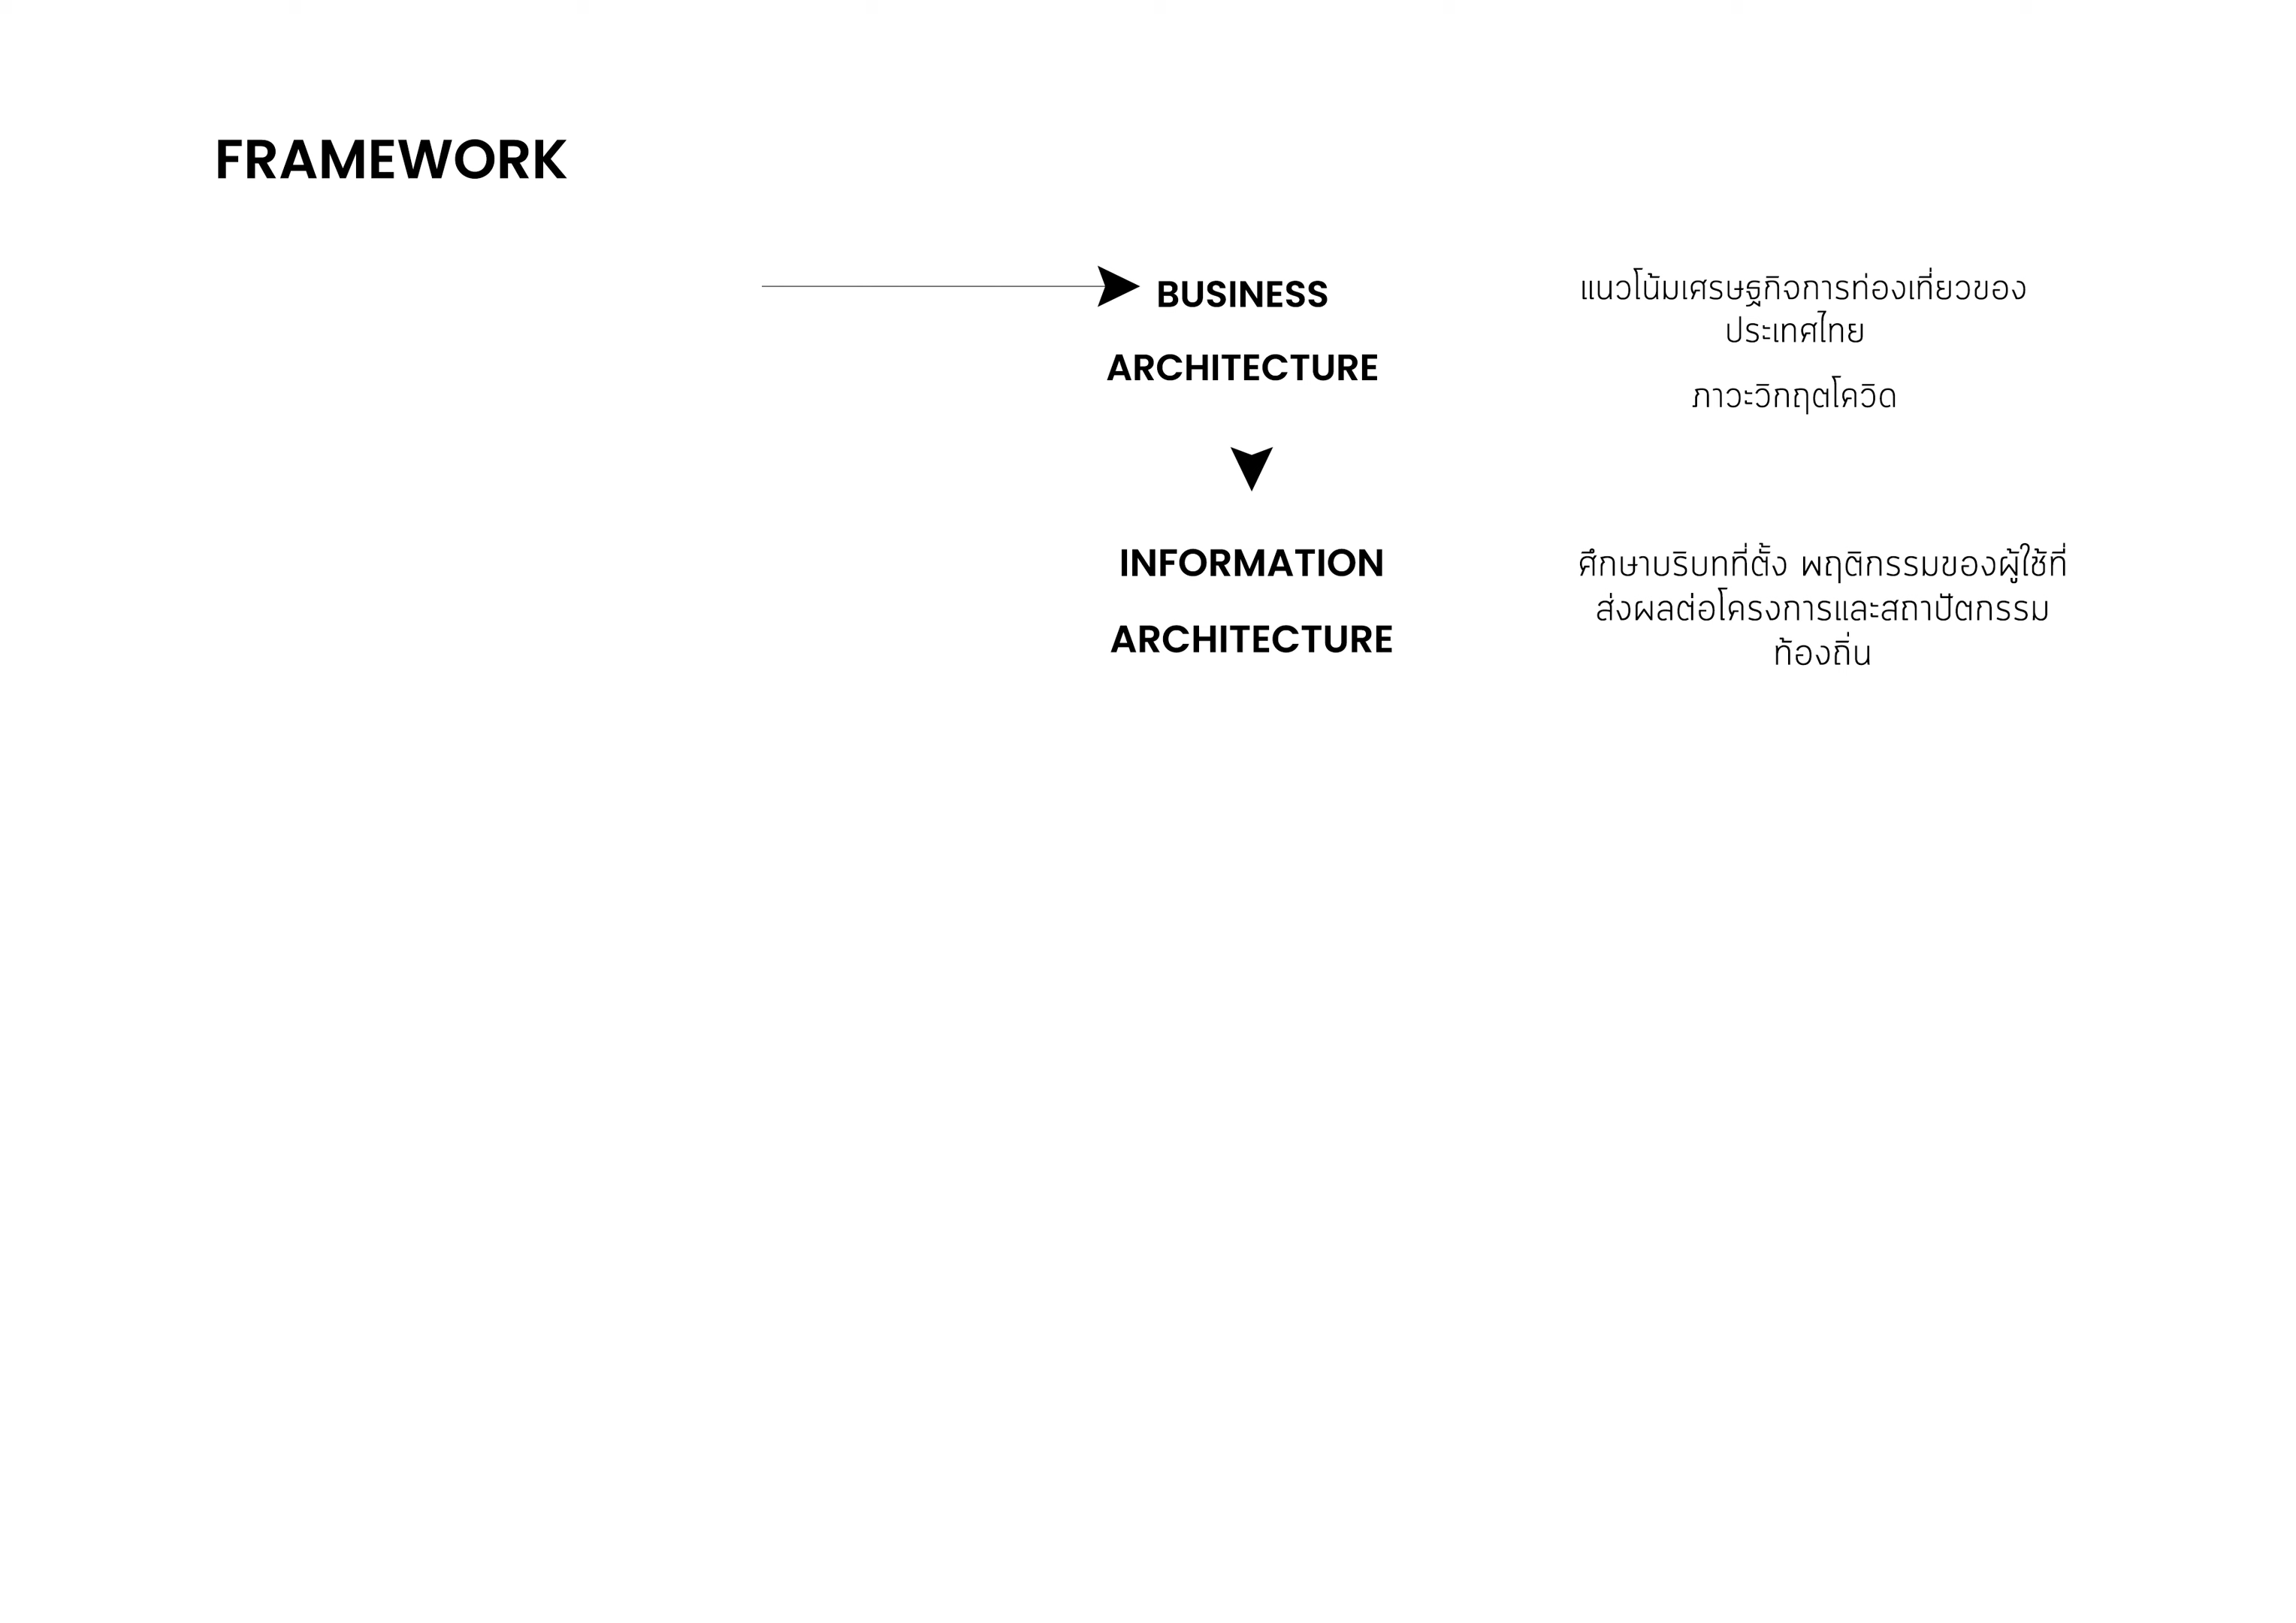 FRAMEWORK
BUSINESS
ARCHITECTURE
แนวโน้มเศรษฐกิจการท่องเที่ยวของ
ประเทศไทย
ภาวะวิกฤตโควิด
INFORMATION
ARCHITECTURE
ศึกษาบริบทที่ตั้ง พฤติกรรมของผู้ใช้ที่
ส่งผลต่อโครงการและสถาปัตกรรม
ท้องถิ่น